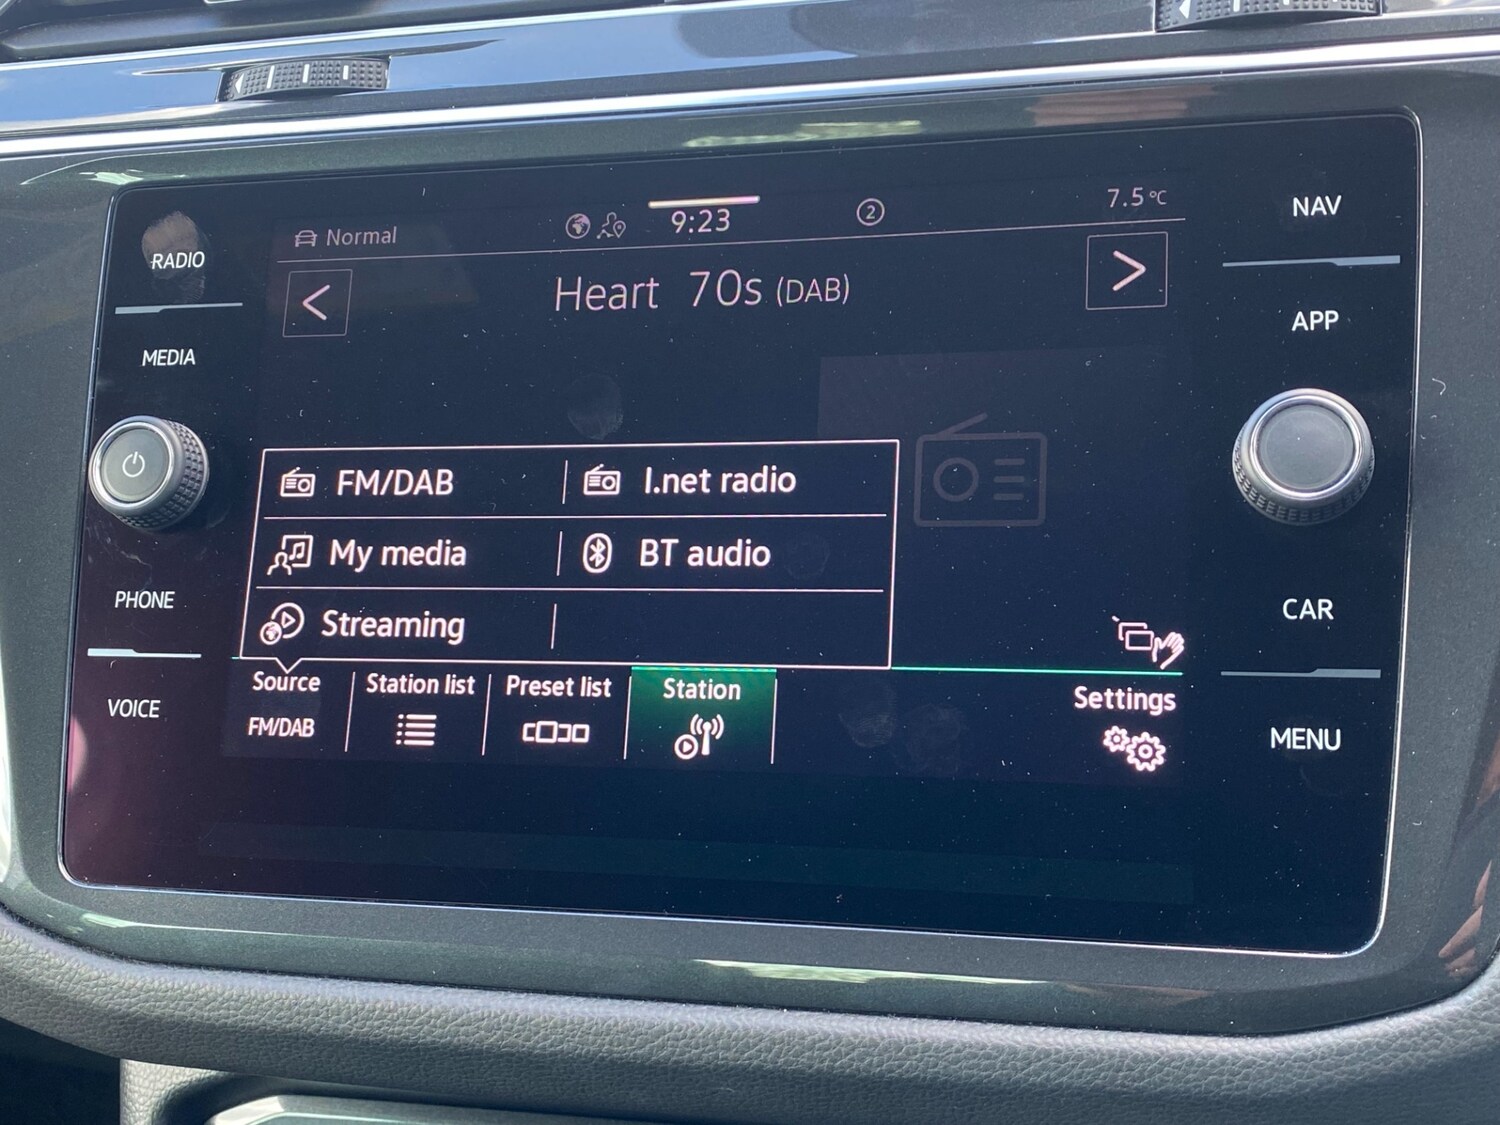 Normal
9:23
2
7.5 °C
Heart 70s (DAB)
RADIO
MEDIA
PHONE
VOICE
FM/DAB
I.net radio
My media
BT audio
Streaming
Source
FM/DAB
Station list
Preset list
Station
Settings
NAV
APP
CAR
MENU